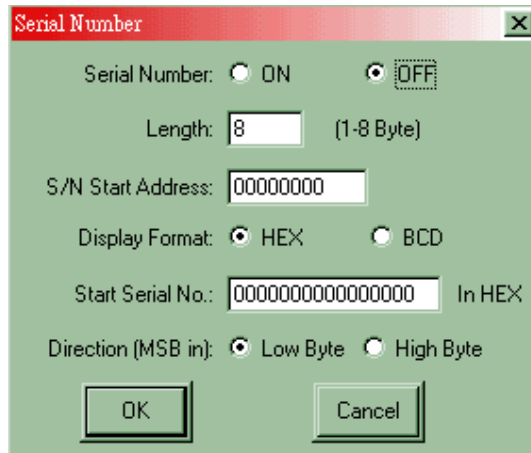 Serial Number
Serial Number: ON OFF
Length: 8 (1-8 Byte)
S/N Start Address: 00000000
Display Format: HEX BCD
Start Serial No.: 0000000000000000 In HEX
Direction (MSB in): Low Byte High Byte
OK Cancel